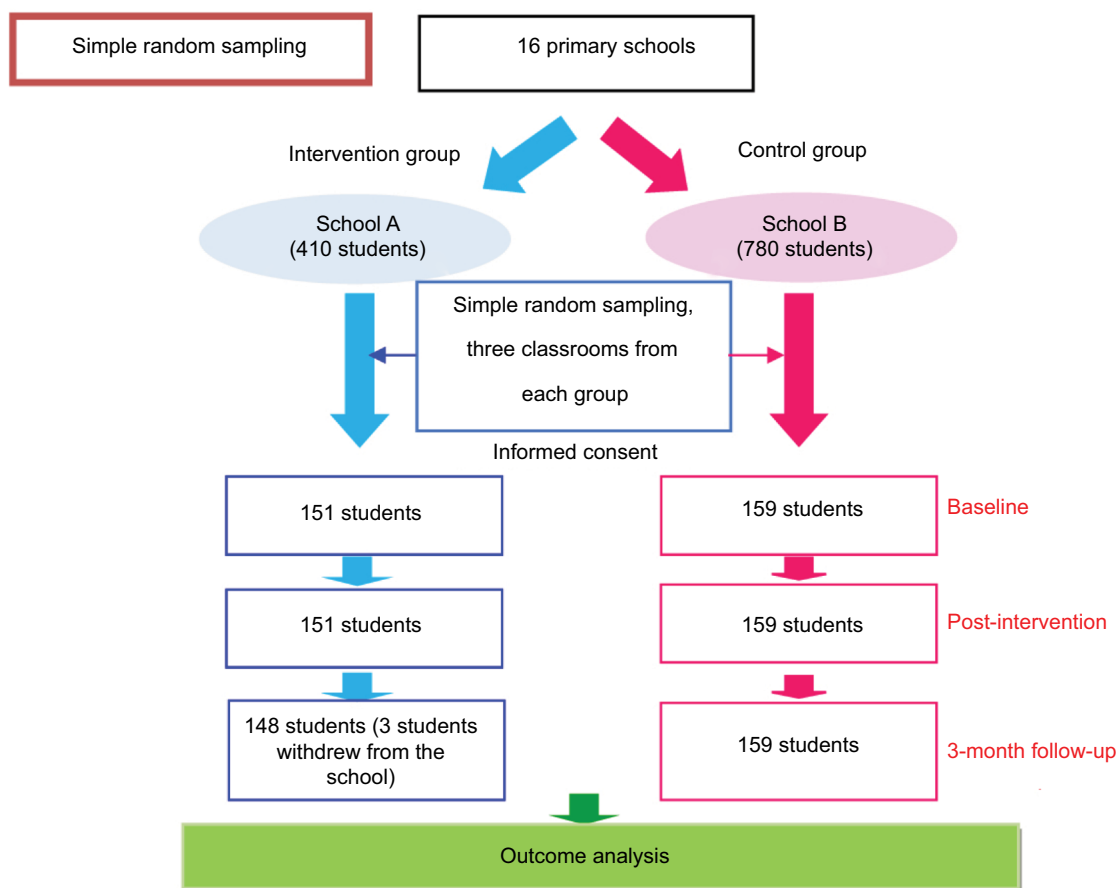 Simple random sampling
16 primary schools
Intervention group
Control group
School A
(410 students)
School B
(780 students)
Simple random sampling,
three classrooms from
each group
Informed consent
151 students
159 students
Baseline
151 students
159 students
Post-intervention
148 students (3 students
withdrew from the
school)
159 students
3-month follow-up
Outcome analysis